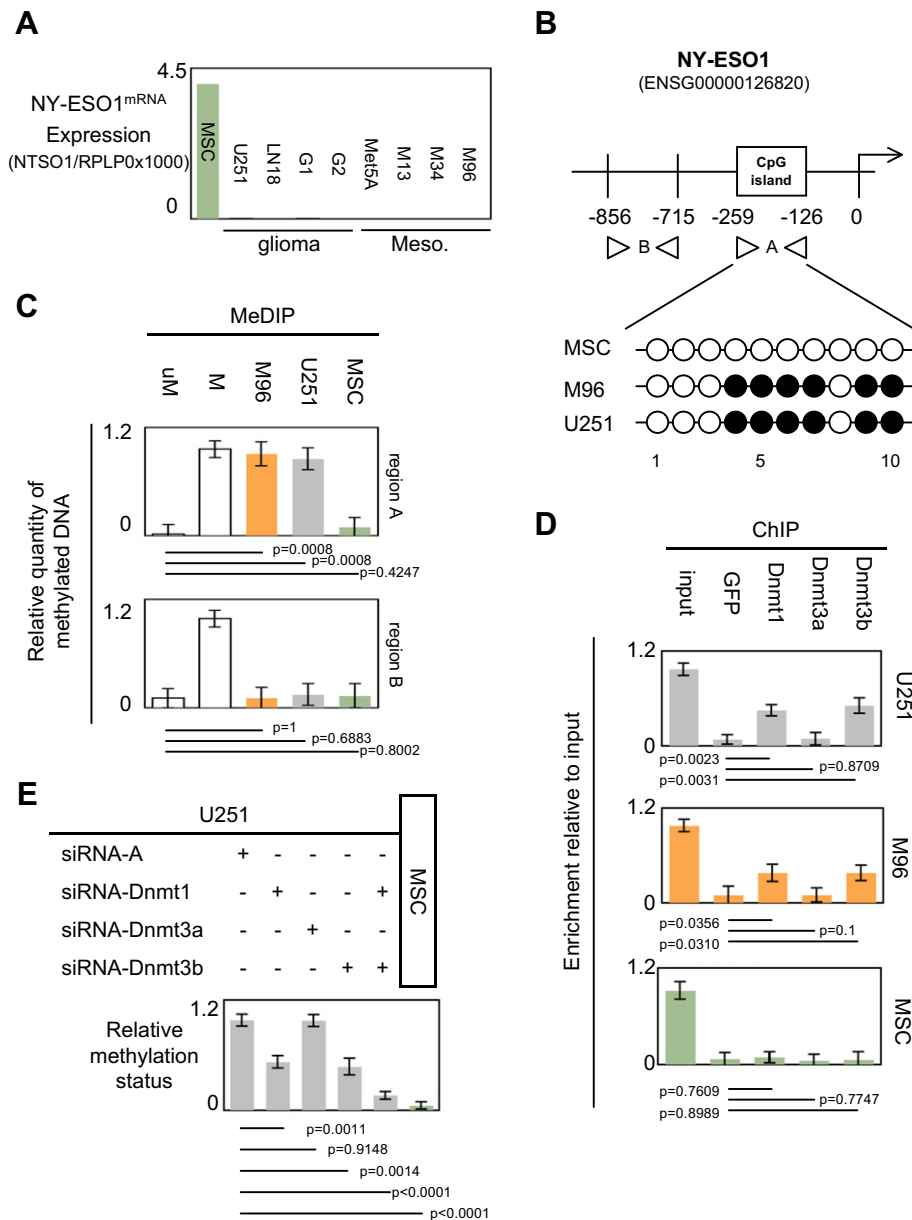 A
4.5
NY-ESO1mRNA
Expression
(NTSO1/RPLP0x1000)
0
MSC
U251
LN18
G1
G2
Met5A
M13
M34
M96
glioma
Meso.
B
NY-ESO1
(ENSG00000126820)
CpG
island
-856
-715
-259
-126
0
B
A
MSC
M96
U251
1
5
10
C
MeDIP
uM
M
M96
U251
MSC
Relative quantity of
methylated DNA
1.2
0
region A
p=0.0008
p=0.0008
p=0.4247
1.2
0
region B
p=1
p=0.6883
p=0.8002
D
ChIP
input
GFP
Dnmt1
Dnmt3a
Dnmt3b
Enrichment relative to input
1.2
0
U251
p=0.0023
p=0.8709
p=0.0031
1.2
0
M96
p=0.0356
p=0.1
p=0.0310
1.2
0
MSC
p=0.7609
p=0.7747
p=0.8989
E
U251
MSC
siRNA-A + - - - -
siRNA-Dnmt1 - + - - +
siRNA-Dnmt3a - - + - -
siRNA-Dnmt3b - - - + +
Relative
methylation
status
1.2
0
p=0.0011
p=0.9148
p=0.0014
p<0.0001
p<0.0001